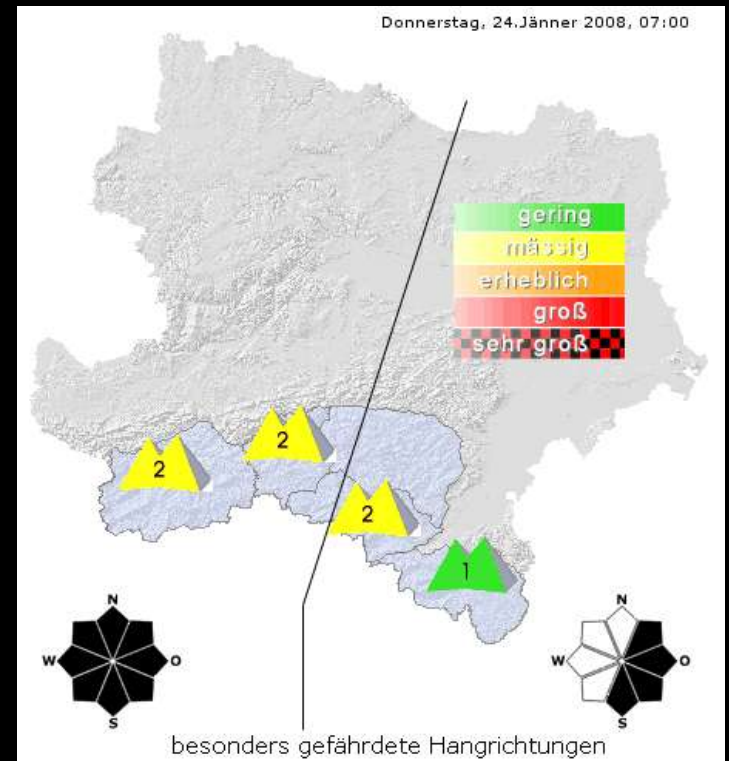 Donnerstag, 24.Jänner 2008, 07:00
gering
mässig
erheblich
groß
sehr groß
2
2
2
1
N
W O
S
N
W O
S
besonders gefährdete Hangrichtungen